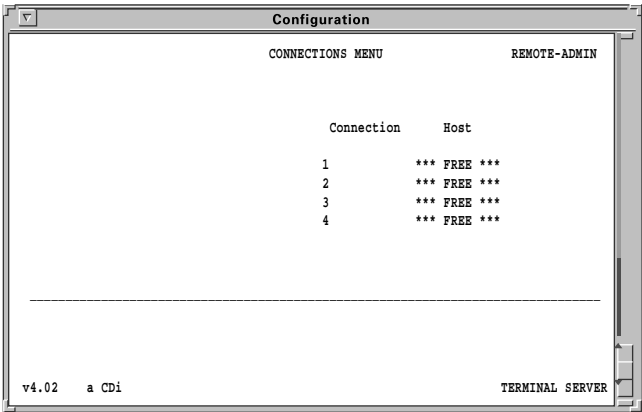 Configuration
CONNECTIONS MENU REMOTE-ADMIN
Connection Host
1 *** FREE ***
2 *** FREE ***
3 *** FREE ***
4 *** FREE ***
v4.02 a CDi TERMINAL SERVER